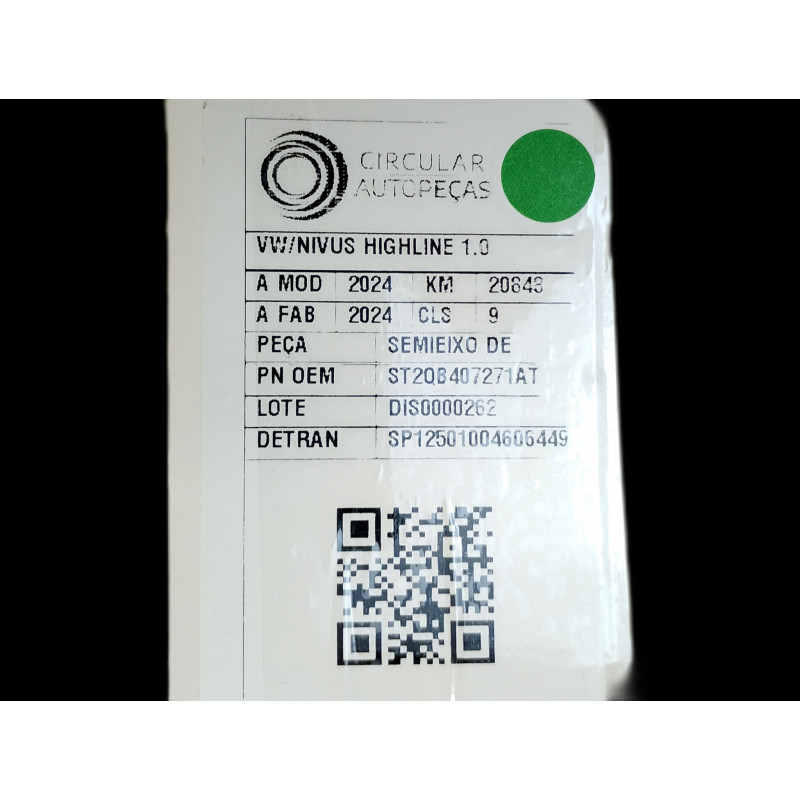 CIRCULAR
AUTOPEÇAS
VW/NIVUS HIGHLINE 1.0
A MOD 2024 KM 20843
A FAB 2024 CLS 9
PEÇA SEMIEIXO DE
PN OEM ST2QB407271AT
LOTE DIS0000262
DETRAN SP12501004606449